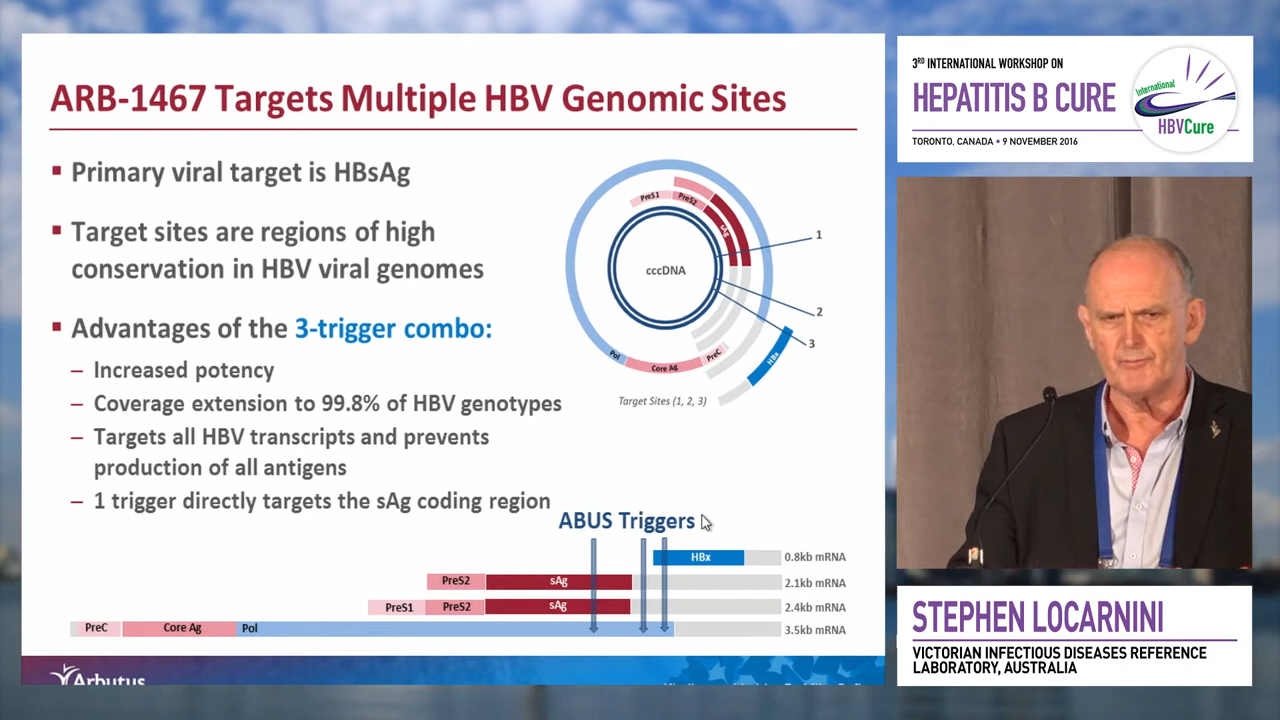 ARB-1467 Targets Multiple HBV Genomic Sites
Primary viral target is HBsAg
Target sites are regions of high
conservation in HBV viral genomes
Advantages of the 3-trigger combo:
– Increased potency
– Coverage extension to 99.8% of HBV genotypes
– Targets all HBV transcripts and prevents
production of all antigens
– 1 trigger directly targets the sAg coding region
PreS1
PreS2
sAg
1
cccDNA
2
3
HBx
Pol
Core Ag
PreC
Target Sites (1, 2, 3)
ABUS Triggers
HBx
0.8kb mRNA
PreS2
sAg
2.1kb mRNA
PreS1
PreS2
sAg
2.4kb mRNA
PreC
Core Ag
Pol
3.5kb mRNA
Arbutus
3RD INTERNATIONAL WORKSHOP ON
HEPATITIS B CURE
TORONTO, CANADA • 9 NOVEMBER 2016
International
HBVCure
STEPHEN LOCARNINI
VICTORIAN INFECTIOUS DISEASES REFERENCE
LABORATORY, AUSTRALIA